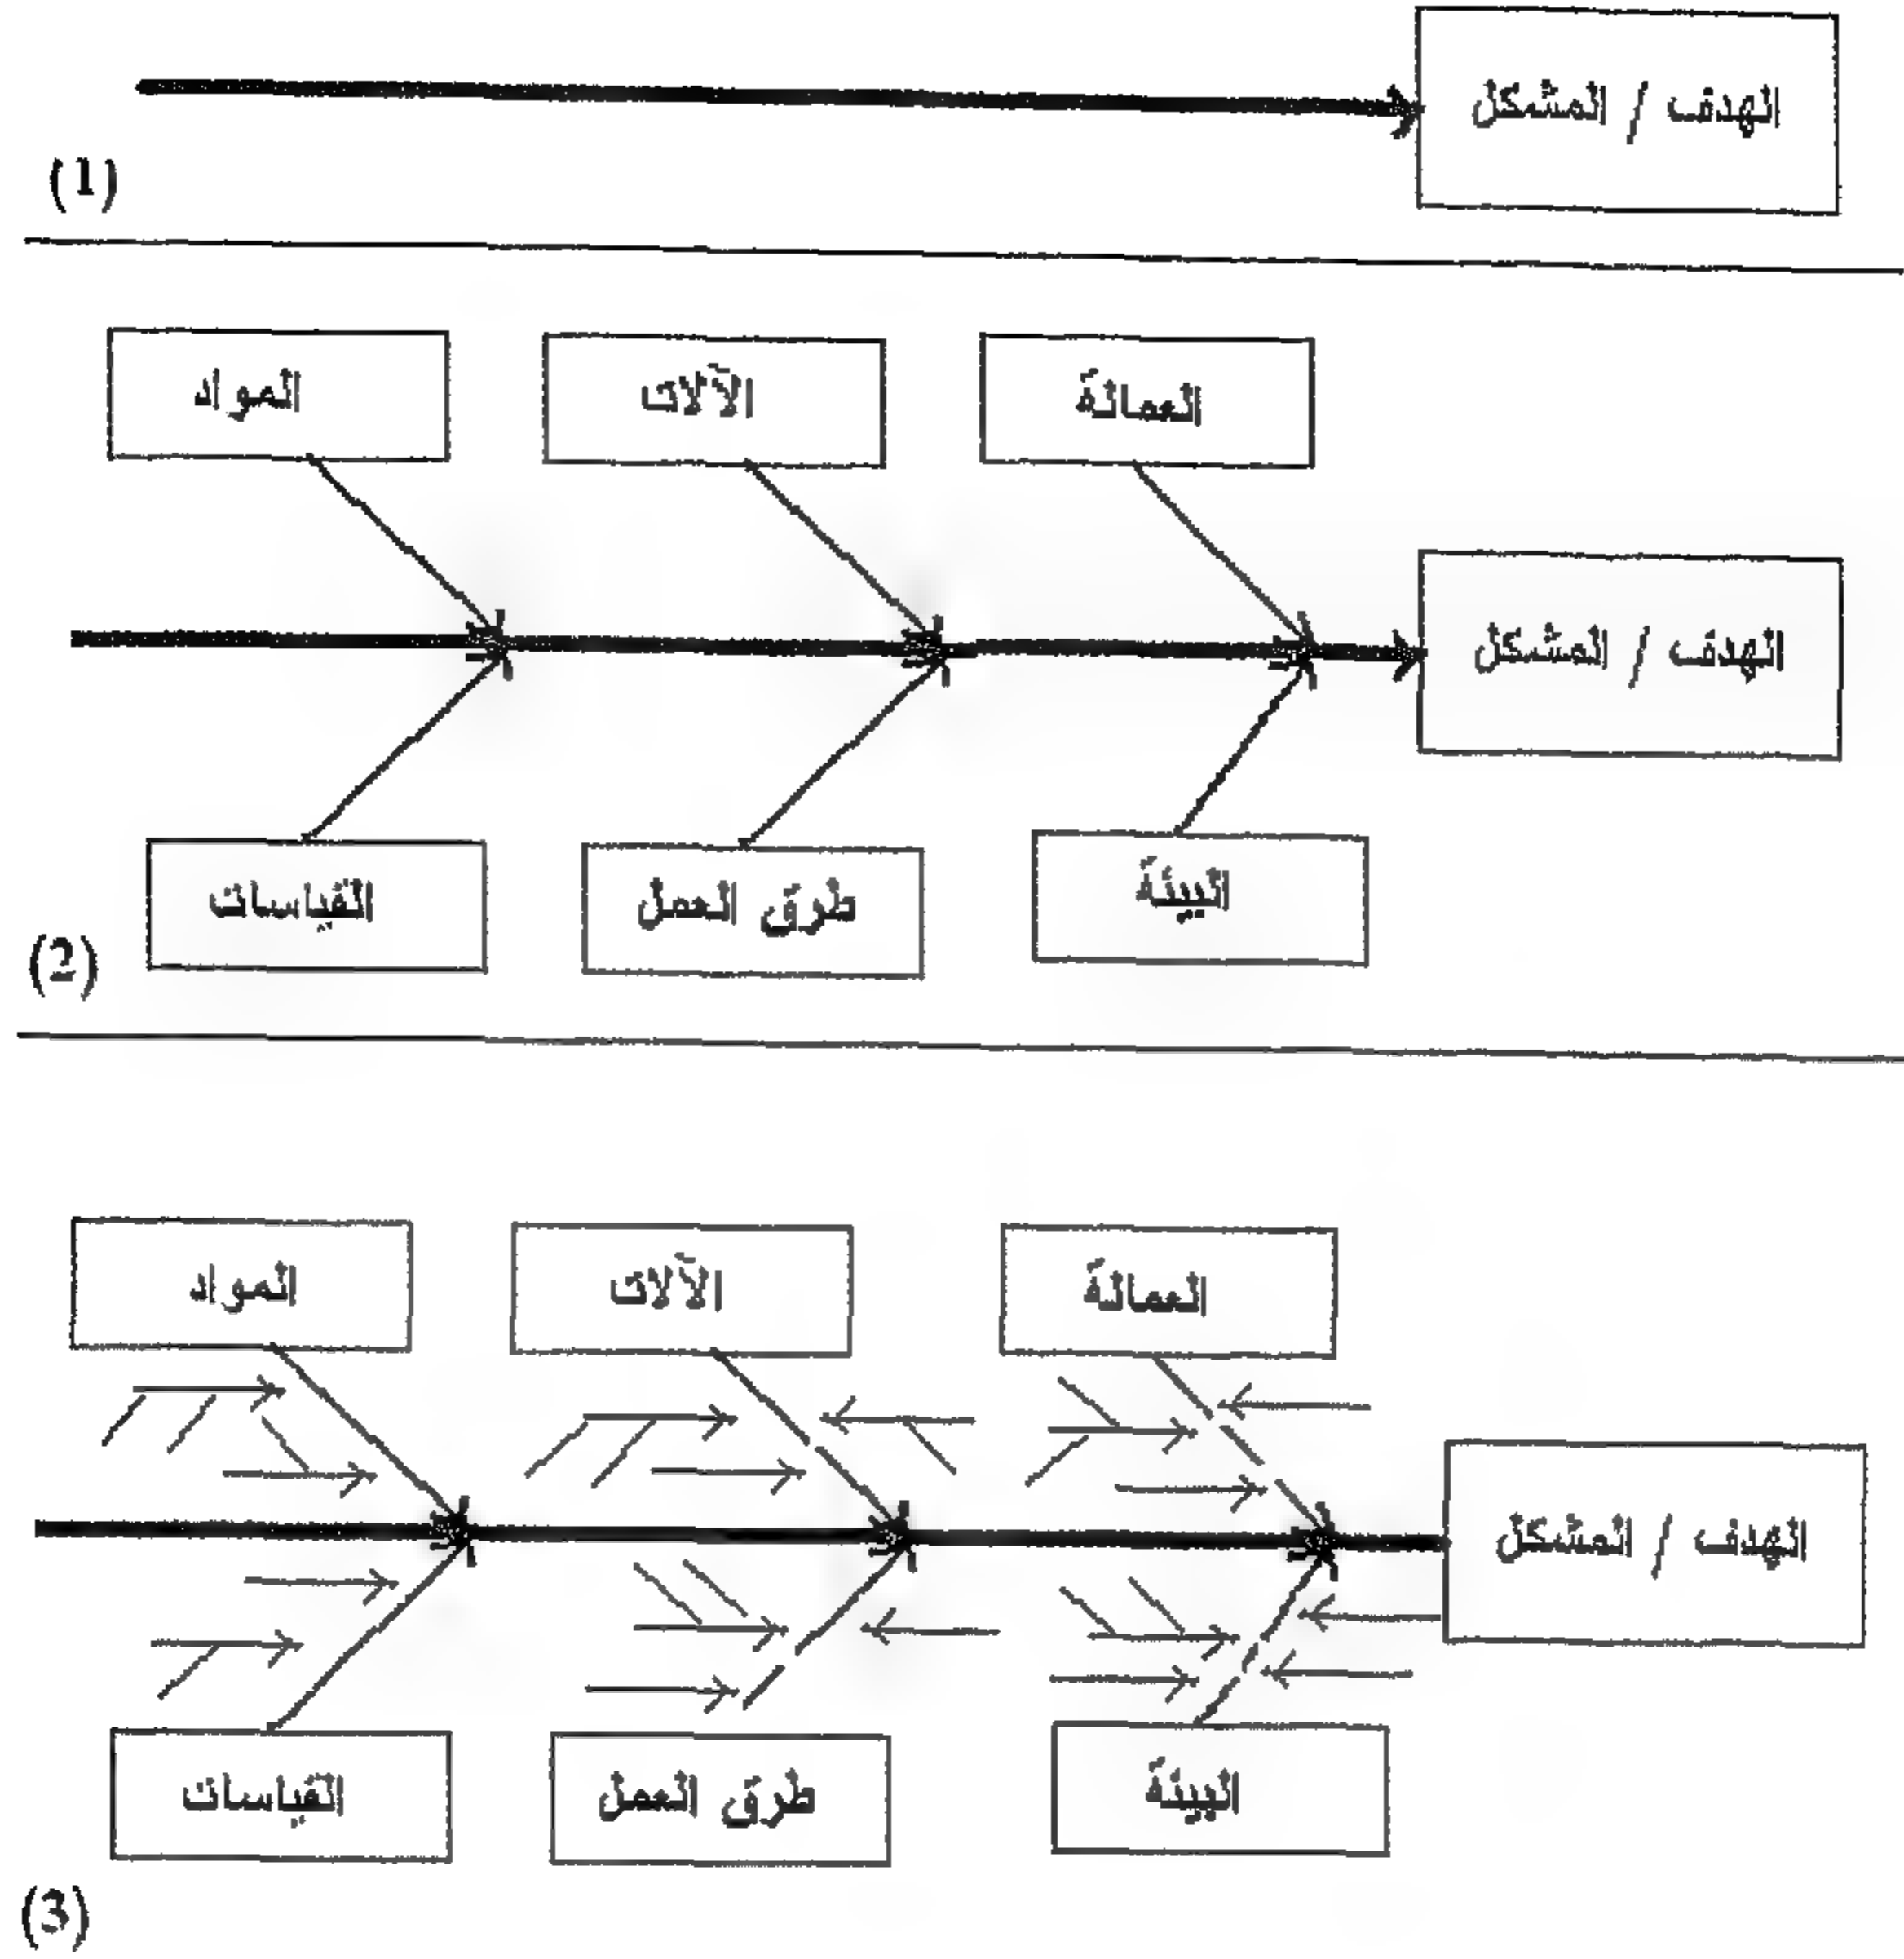 الهدف / المشكل
(1)
العمالة
الآلات
المواد
الهدف / المشكل
البيئة
طرق العمل
القياسات
(2)
العمالة
الآلات
المواد
الهدف / المشكل
البيئة
طرق العمل
القياسات
(3)